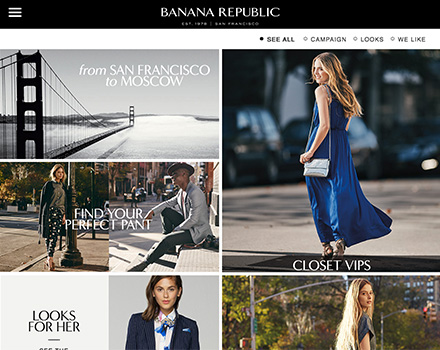 BANANA REPUBLIC
EST. 1978 | SAN FRANCISCO
SEE ALL CAMPAIGN LOOKS WE LIKE
from SAN FRANCISCO
to MOSCOW
FIND YOUR
PERFECT PANT
CLOSET VIPS
LOOKS
FOR HER
SEE THE